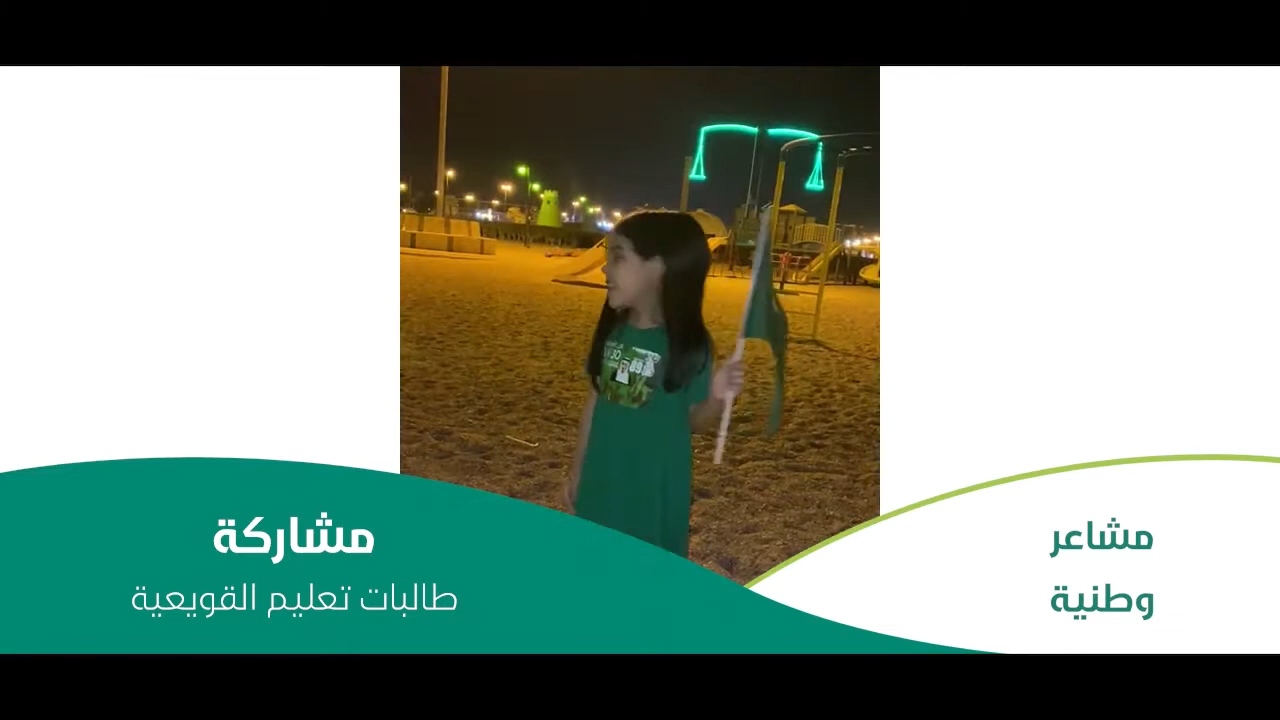 مشاعر
وطنية
مشاركة
طالبات تعليم القويعية